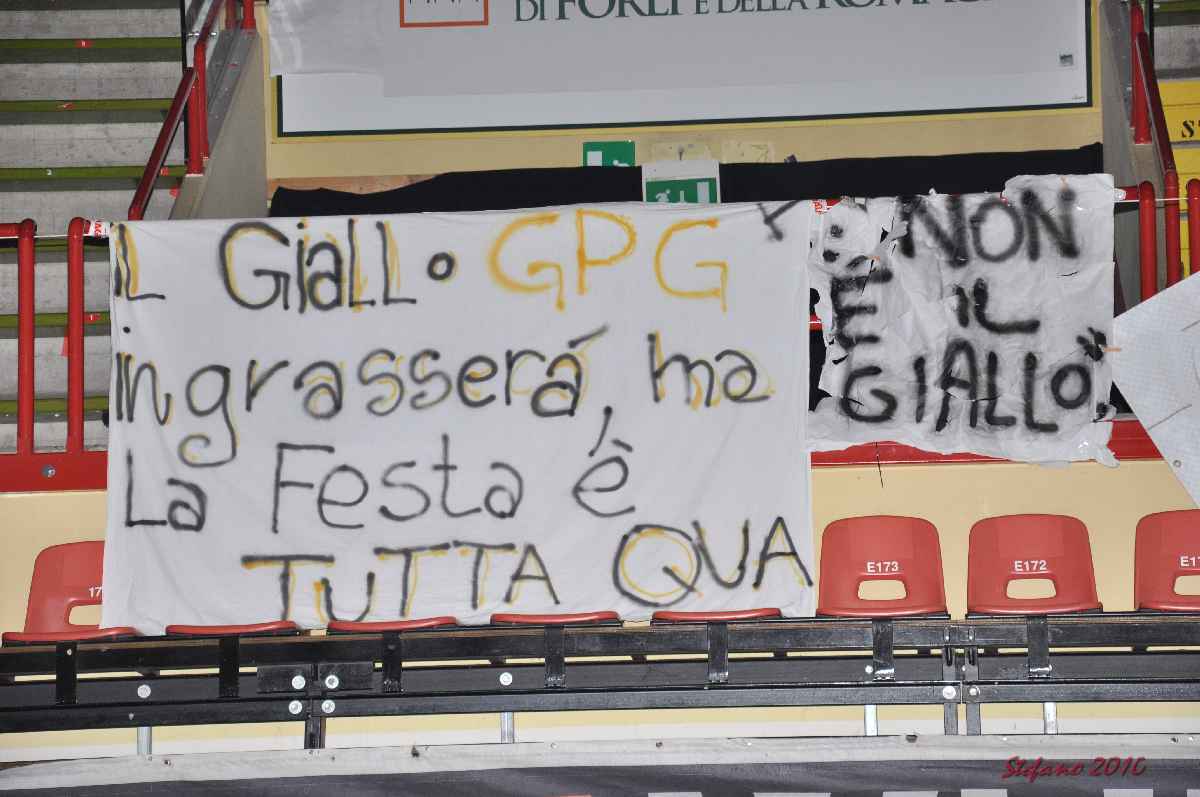 DI FORLÌ E DELLA ROMAGNA
IL GiaLLo GPG
ingrasserá, ma
La Festa è
TUTTA QUA
E NON
IL
GIALLO"
E173
E172
Stefano 2010